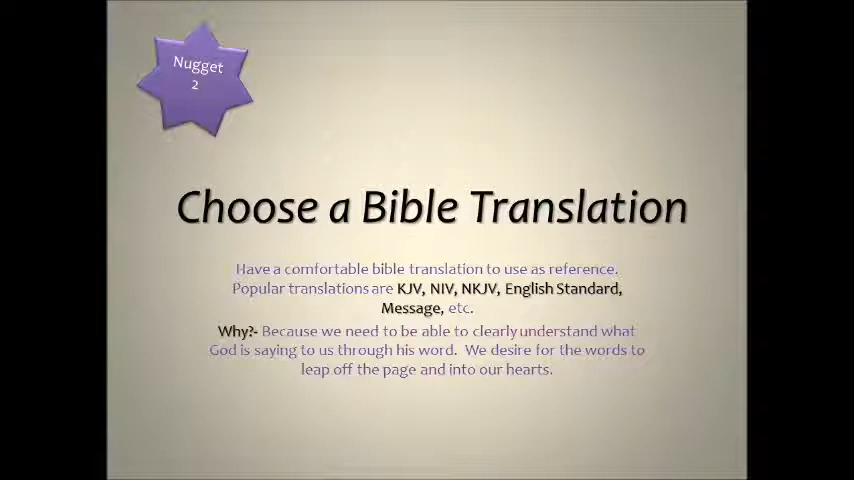 Nugget
2
Choose a Bible Translation
Have a comfortable bible translation to use as reference.
Popular translations are KJV, NIV, NKJV, English Standard,
Message, etc.
Why?- Because we need to be able to clearly understand what
God is saying to us through his word.  We desire for the words to
leap off the page and into our hearts.